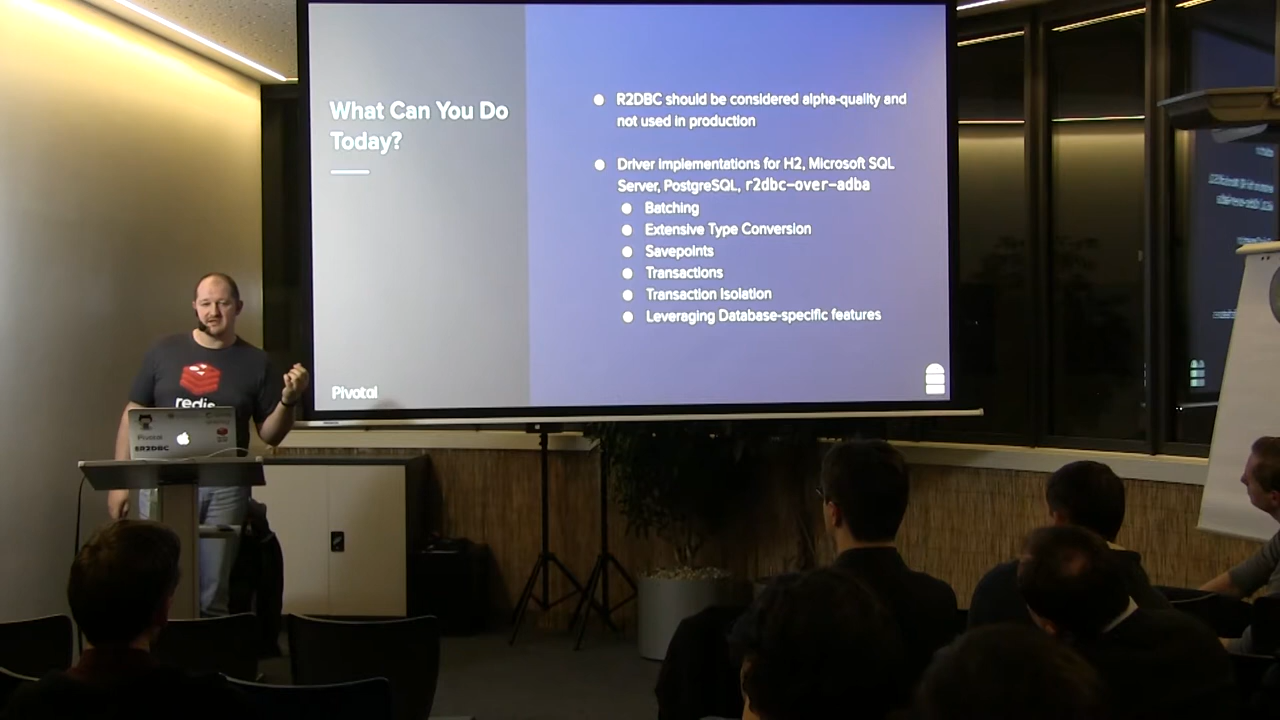 What Can You Do
Today?
R2DBC should be considered alpha-quality and
not used in production
Driver Implementations for H2, Microsoft SQL
Server, PostgreSQL, r2dbc-over-adba
Batching
Extensive Type Conversion
Savepoints
Transactions
Transaction Isolation
Leveraging Database-specific features
Pivotal
redis
Pivotal
R2DBC